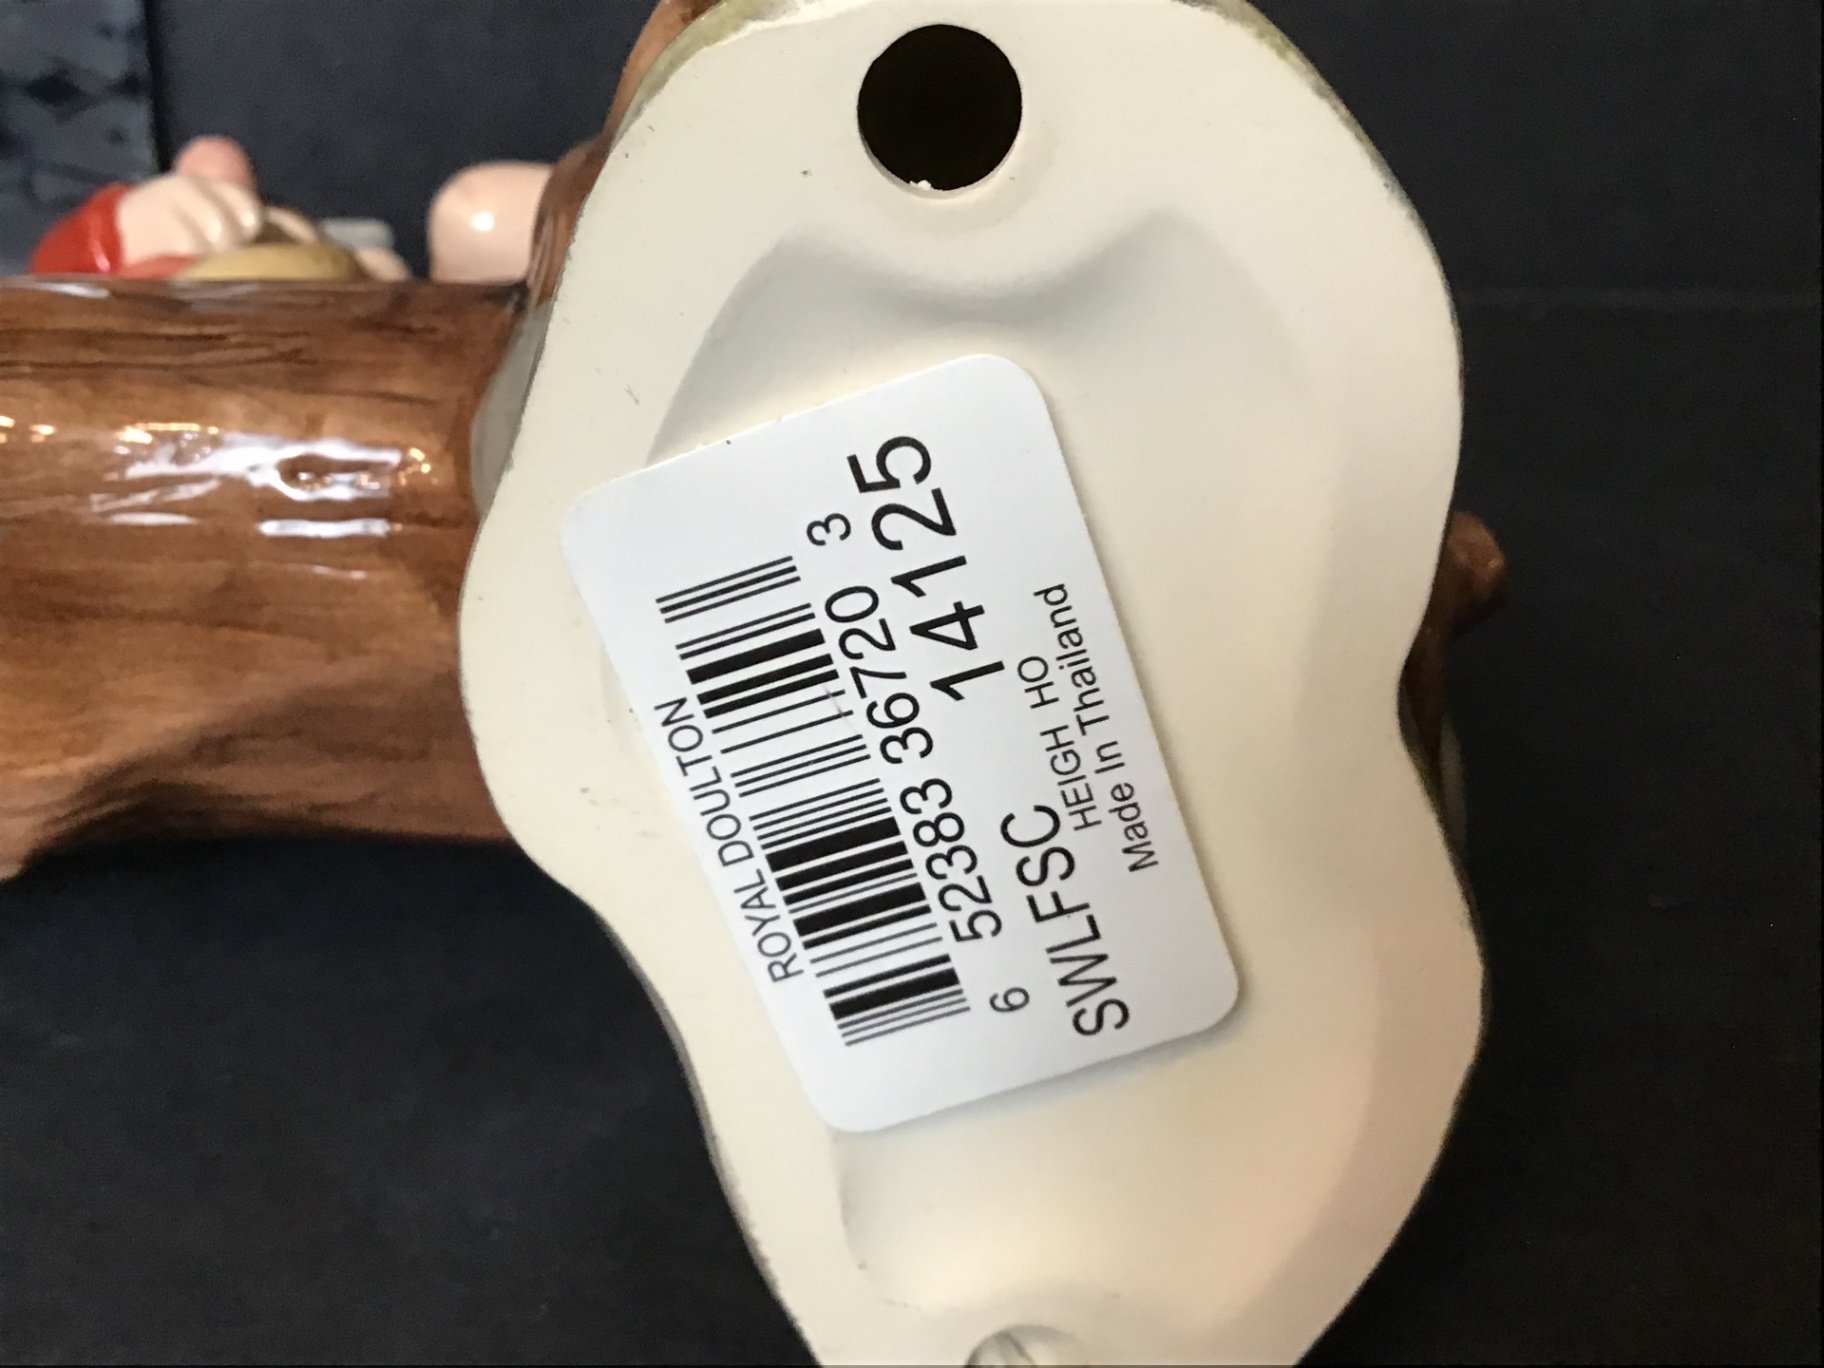 ROYAL DOULTON
6 52383 36720 3
14125
SWLFSC
HEIGH HO
Made In Thailand